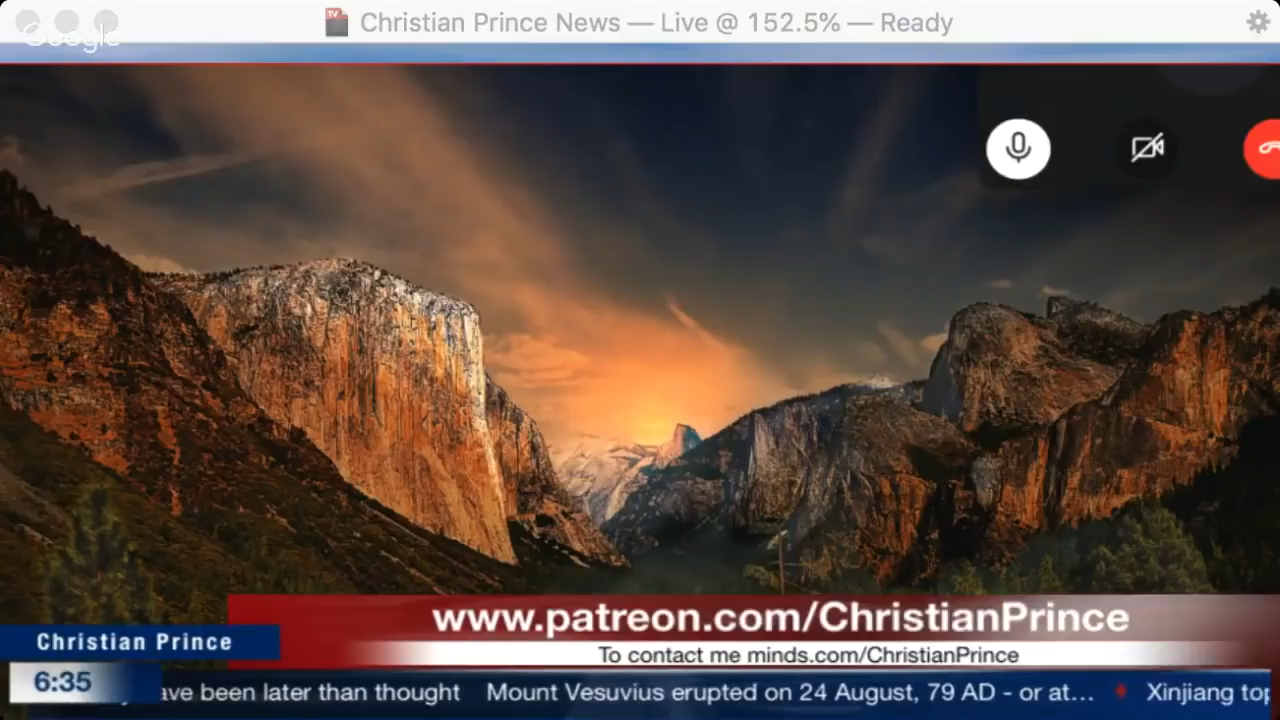 Christian Prince News — Live @ 152.5% — Ready
Google
www.patreon.com/ChristianPrince
Christian Prince
To contact me minds.com/ChristianPrince
6:35
ave been later than thought Mount Vesuvius erupted on 24 August, 79 AD - or at… Xinjiang top